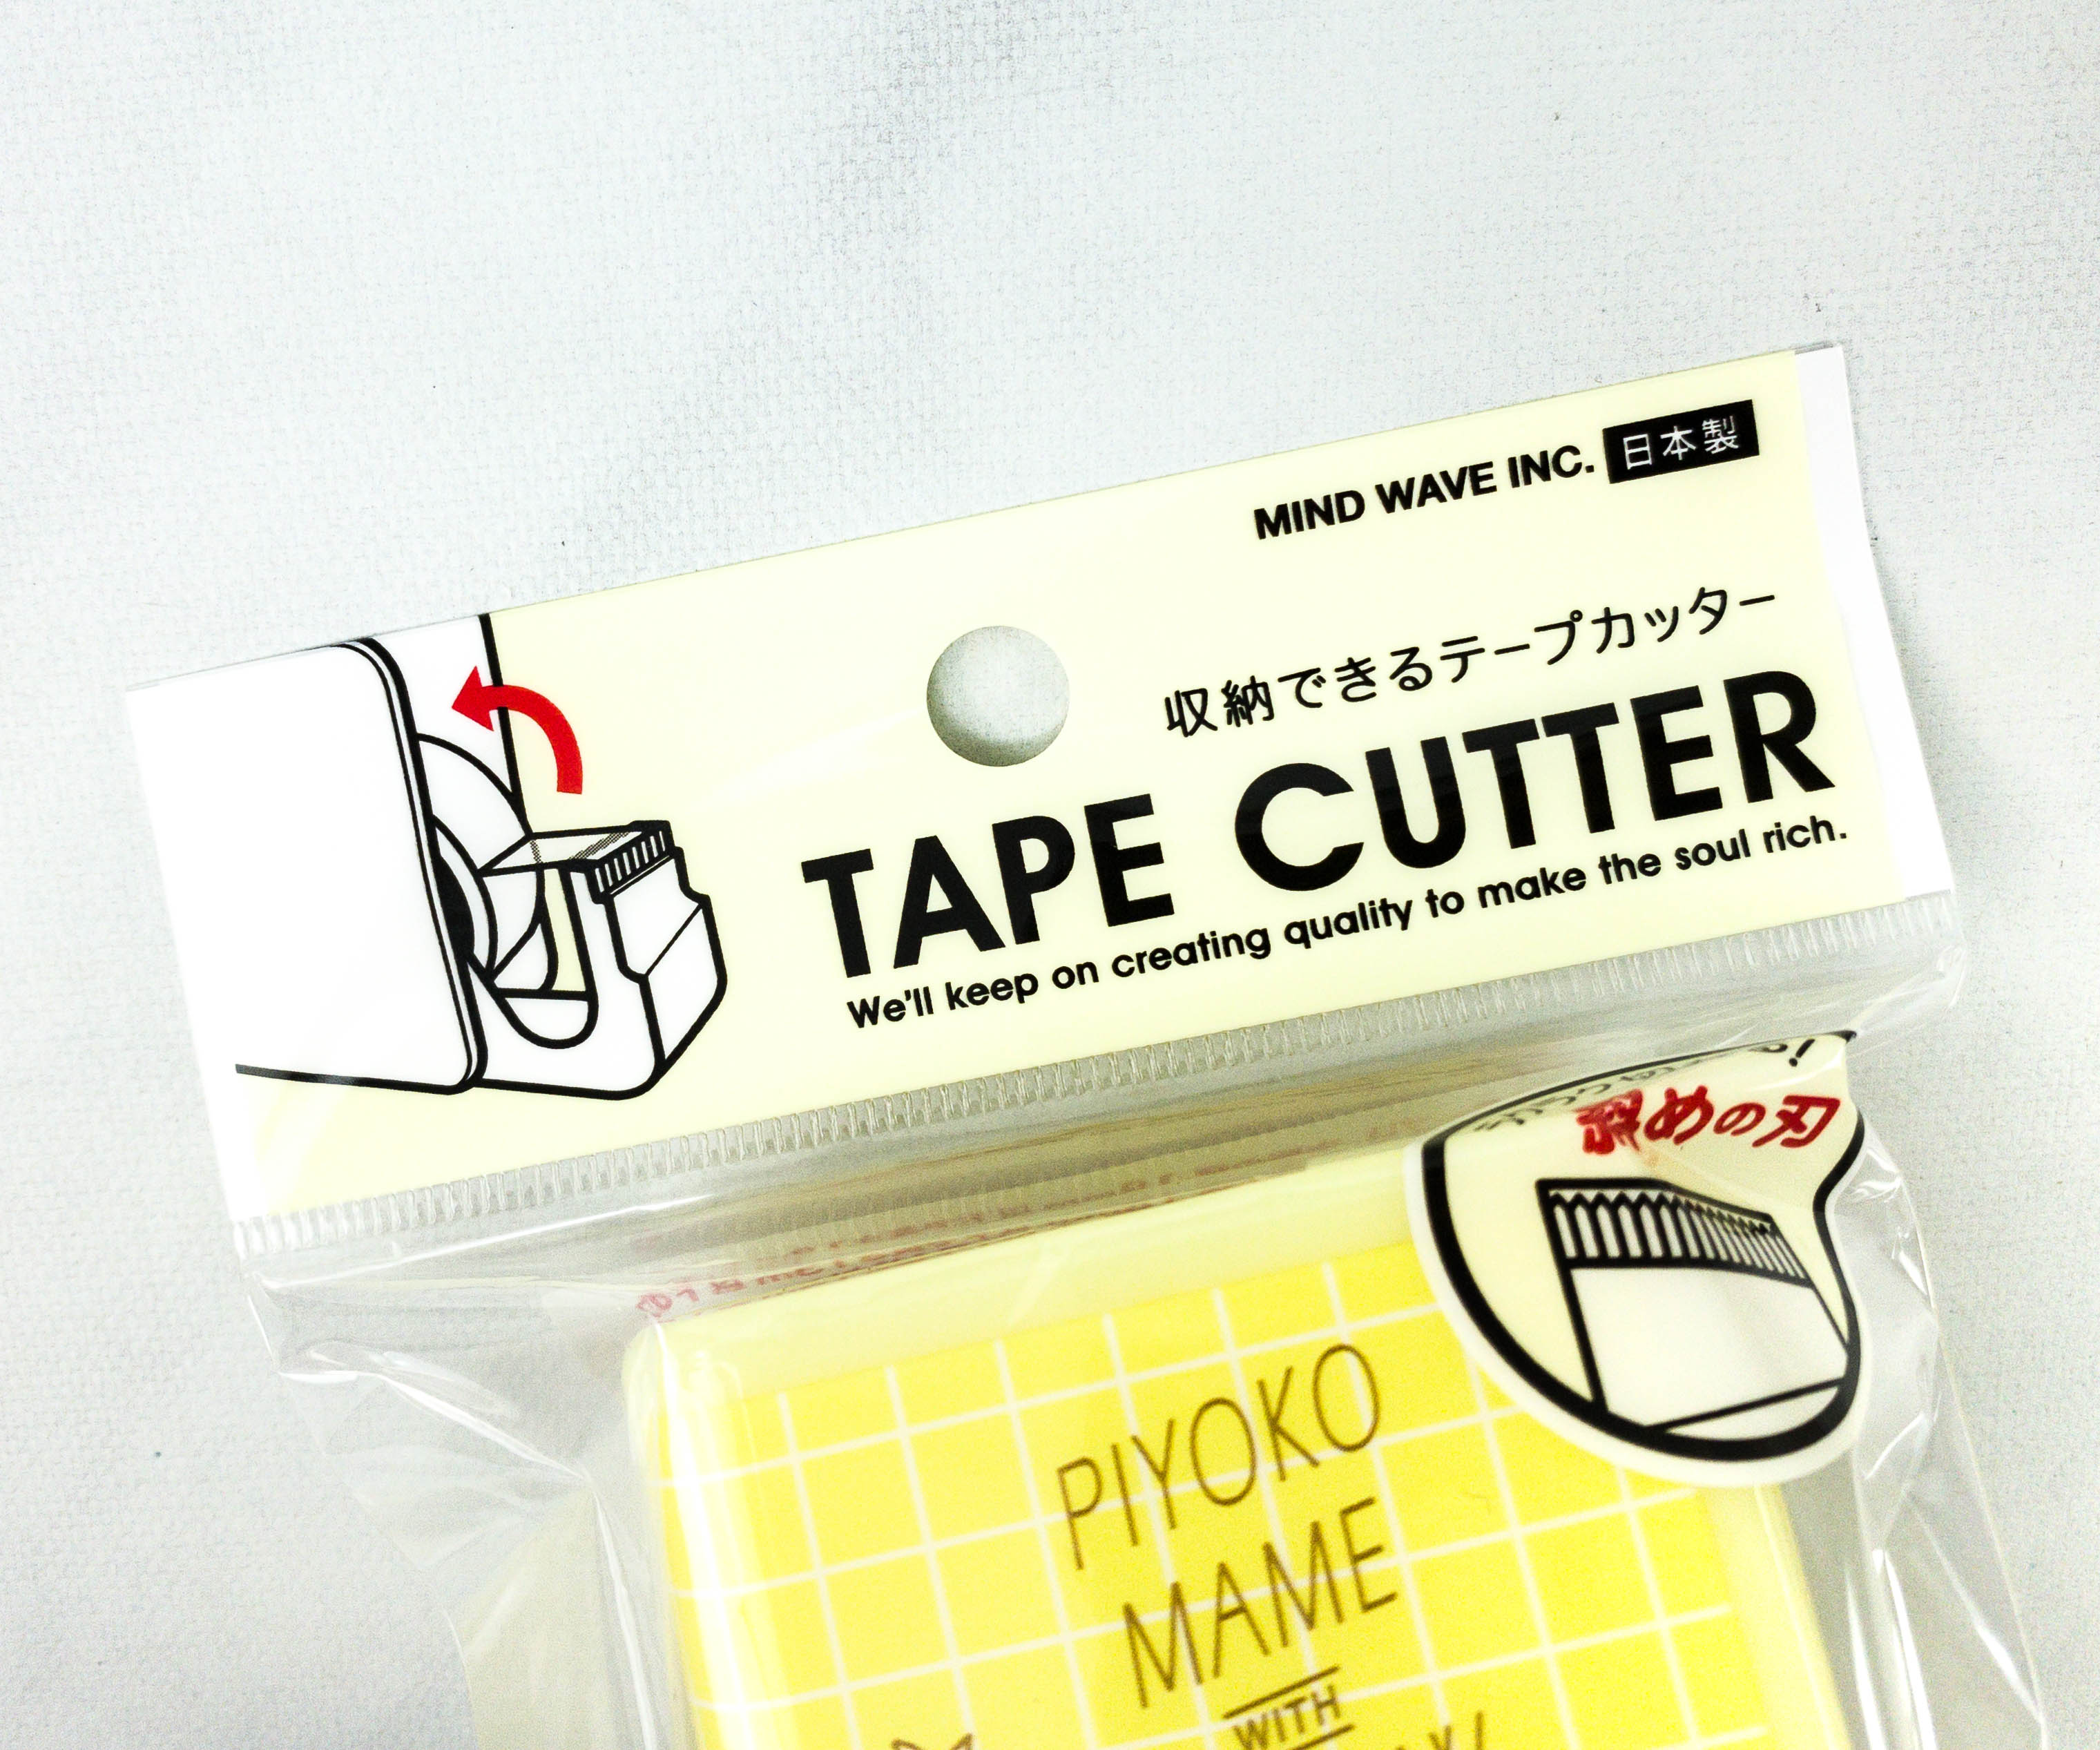 MIND WAVE INC. 日本製
収納できるテープカッター
TAPE CUTTER
We'll keep on creating quality to make the soul rich.
斜めの刃
PIYOKO
MAME
WITH